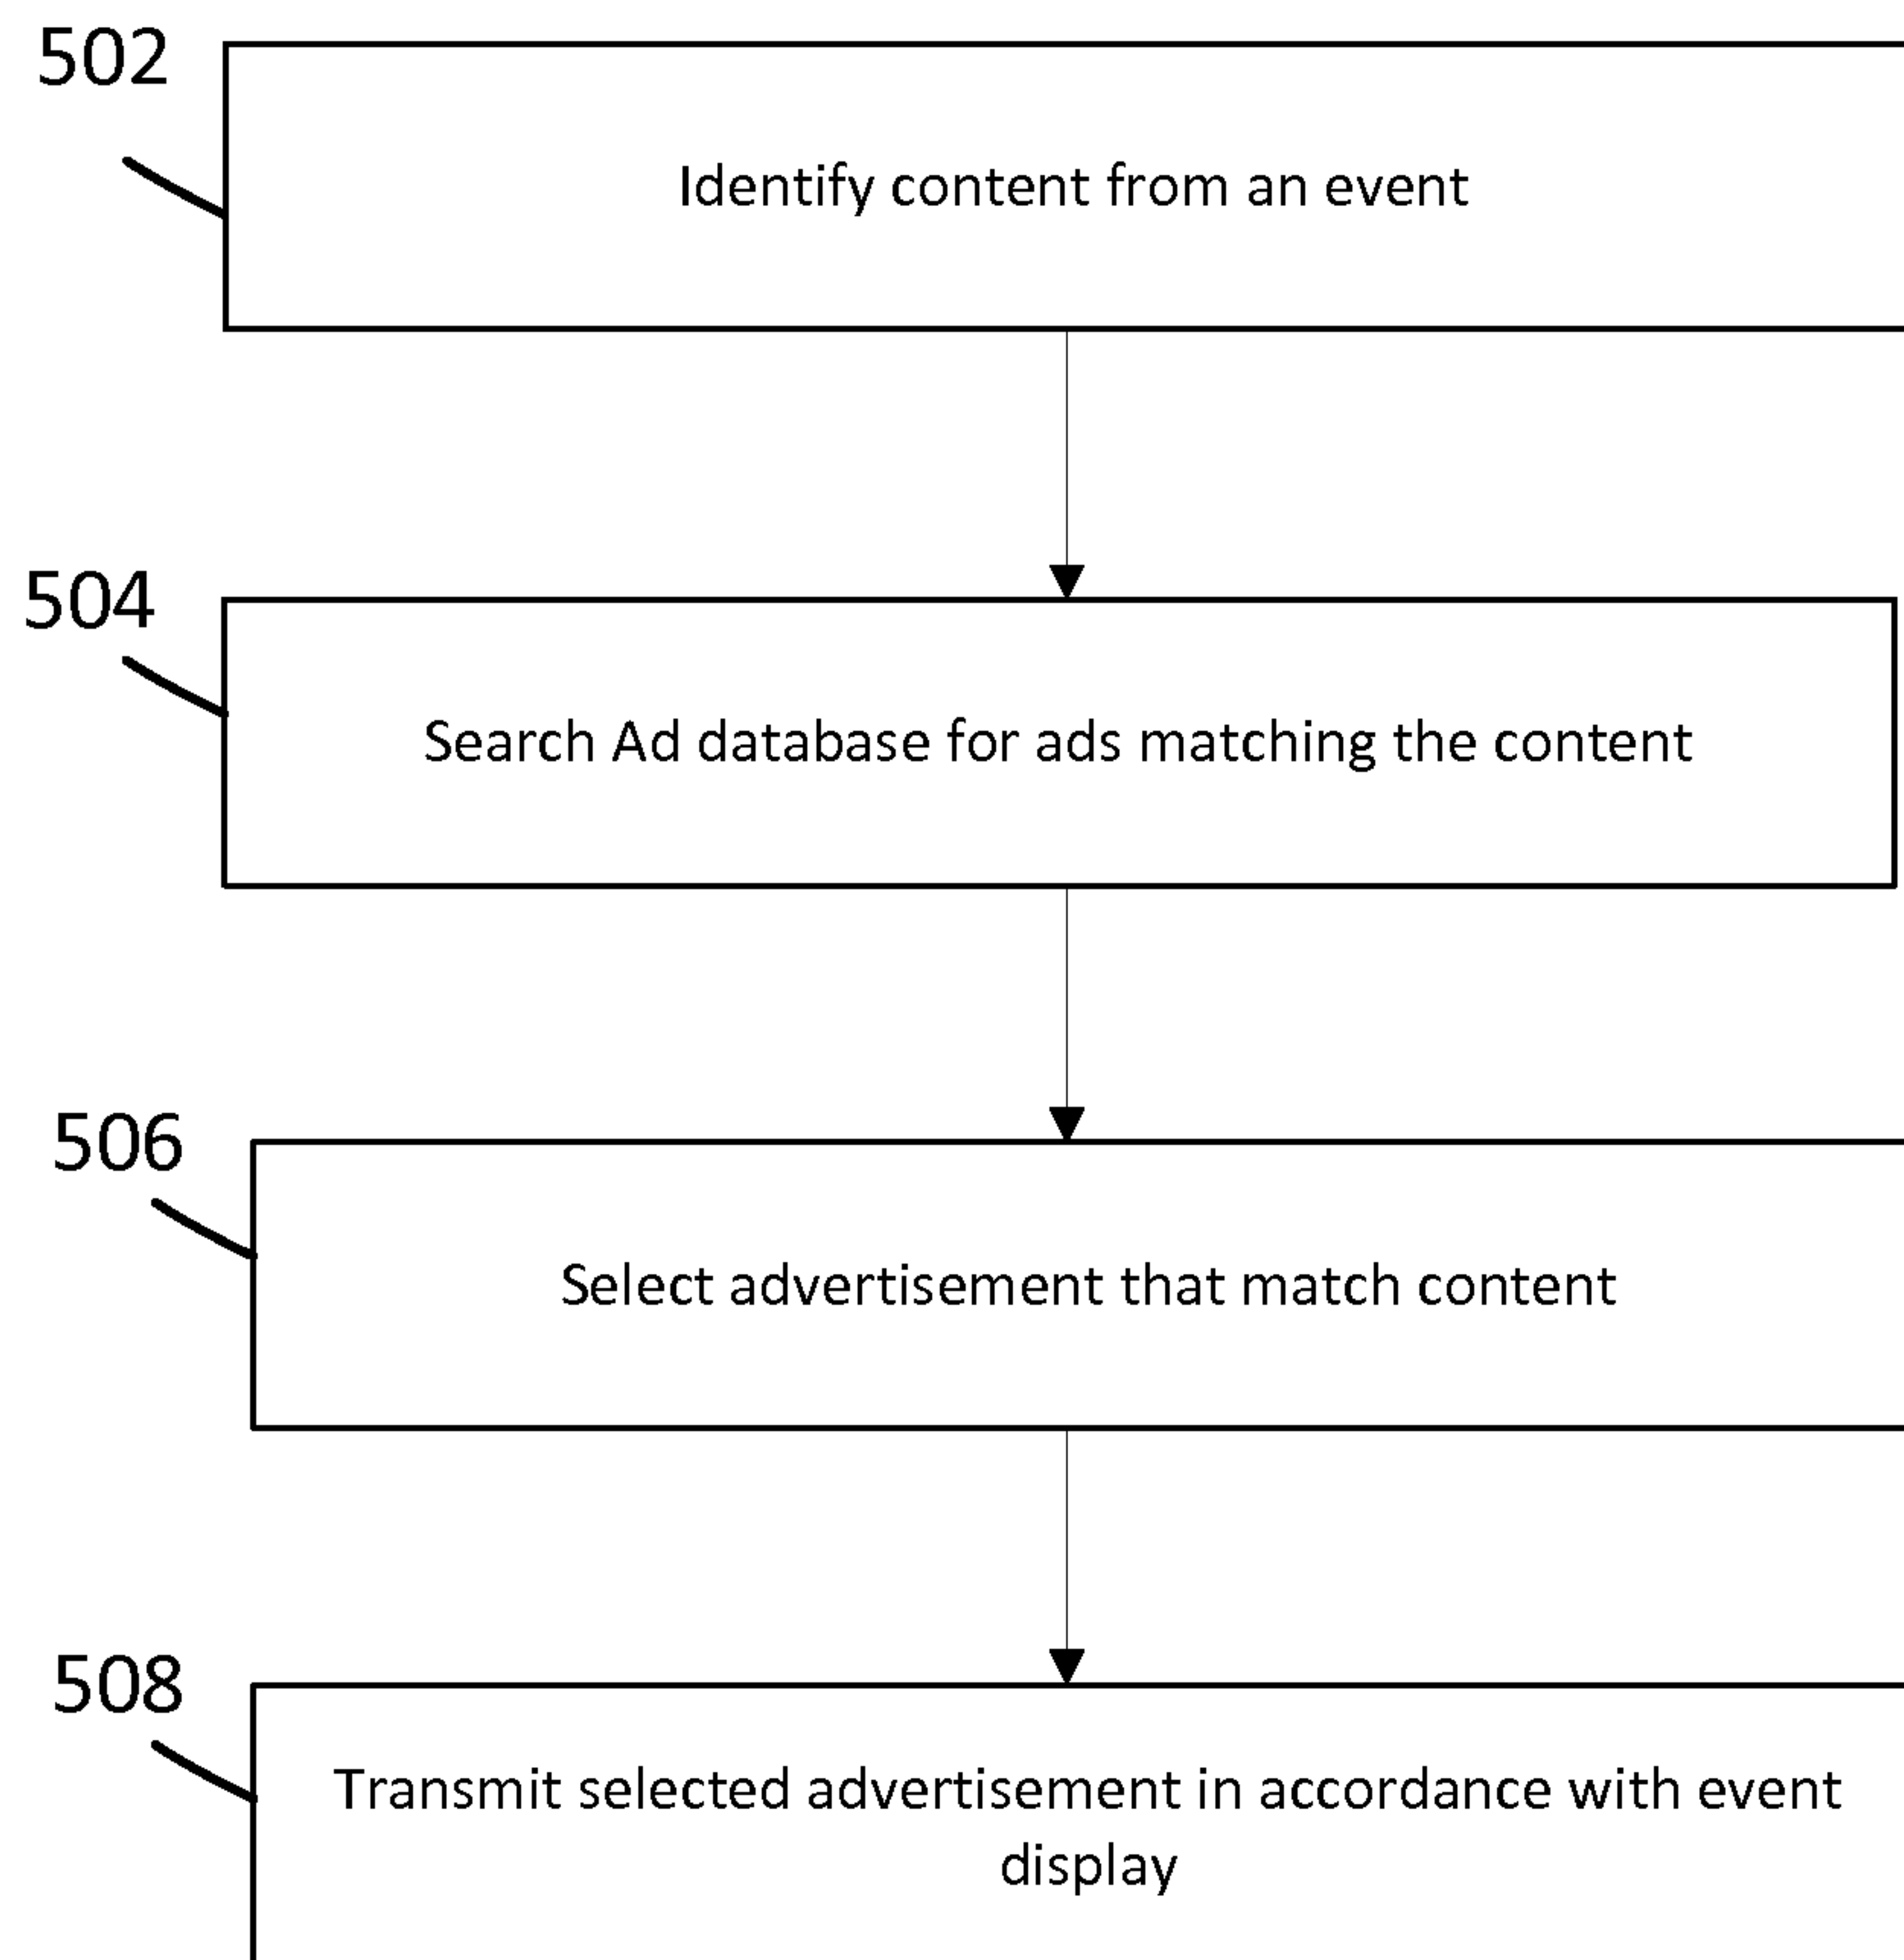 502
Identify content from an event
504
Search Ad database for ads matching the content
506
Select advertisement that match content
508
Transmit selected advertisement in accordance with event
display